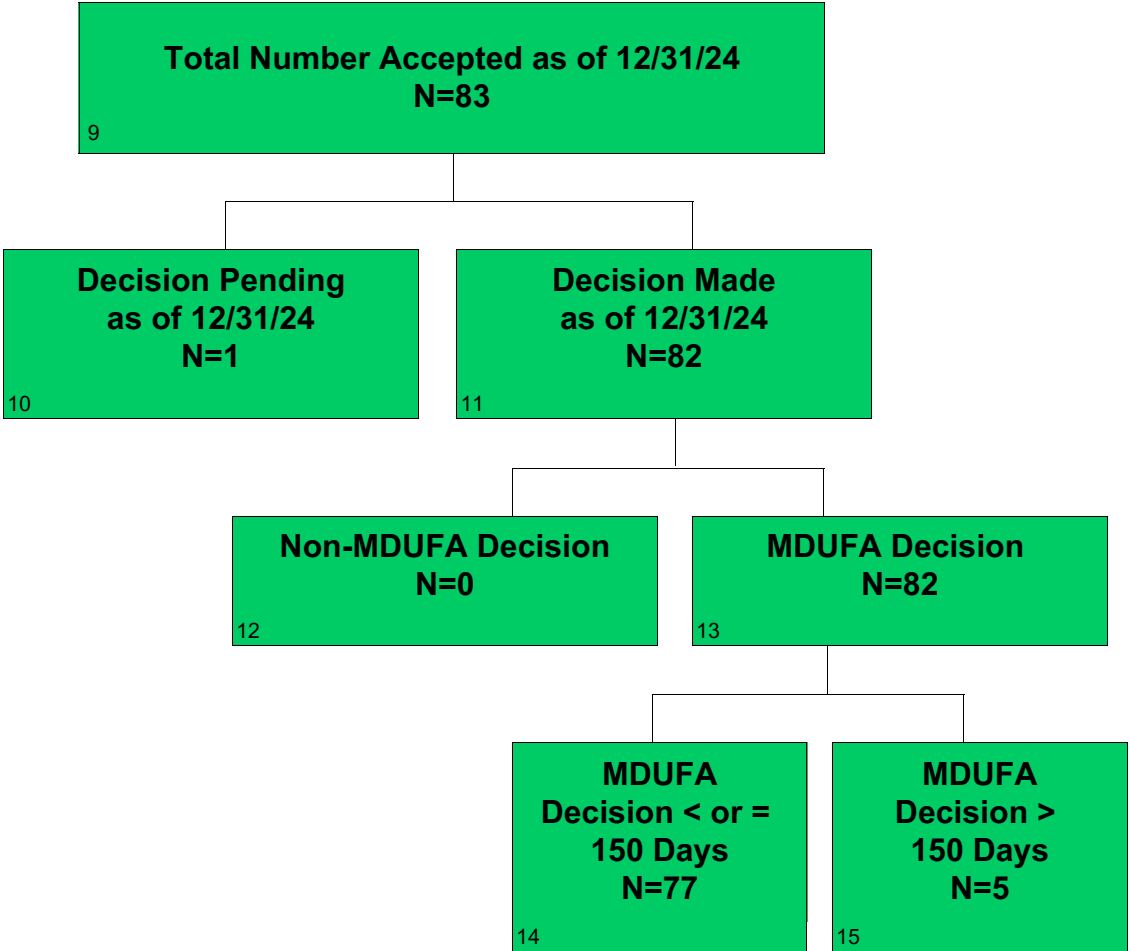 Total Number Accepted as of 12/31/24
N=83
9
Decision Pending
as of 12/31/24
N=1
10
Decision Made
as of 12/31/24
N=82
11
Non-MDUFA Decision
N=0
12
MDUFA Decision
N=82
13
MDUFA
Decision < or =
150 Days
N=77
14
MDUFA
Decision >
150 Days
N=5
15